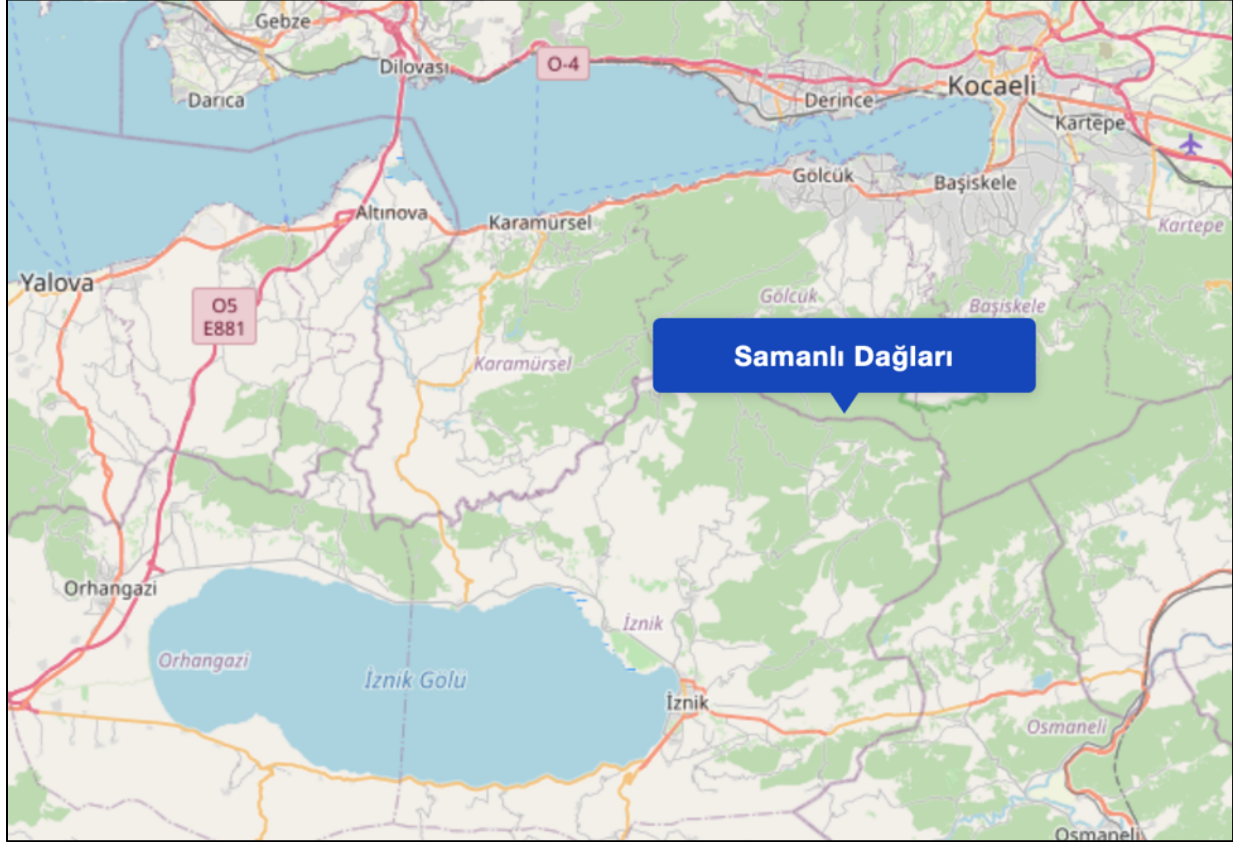 Gebze
Dilovası
O-4
Darıca
Derince
Kocaeli
Kartepe
Gölcük
Başiskele
Altınova
Karamürsel
Kartepe
Yalova
O5
E881
Gölcük
Başiskele
Karamürsel
Samanlı Dağları
Orhangazi
İznik
Orhangazi
İznik Gölü
İznik
Osmaneli
Osmaneli